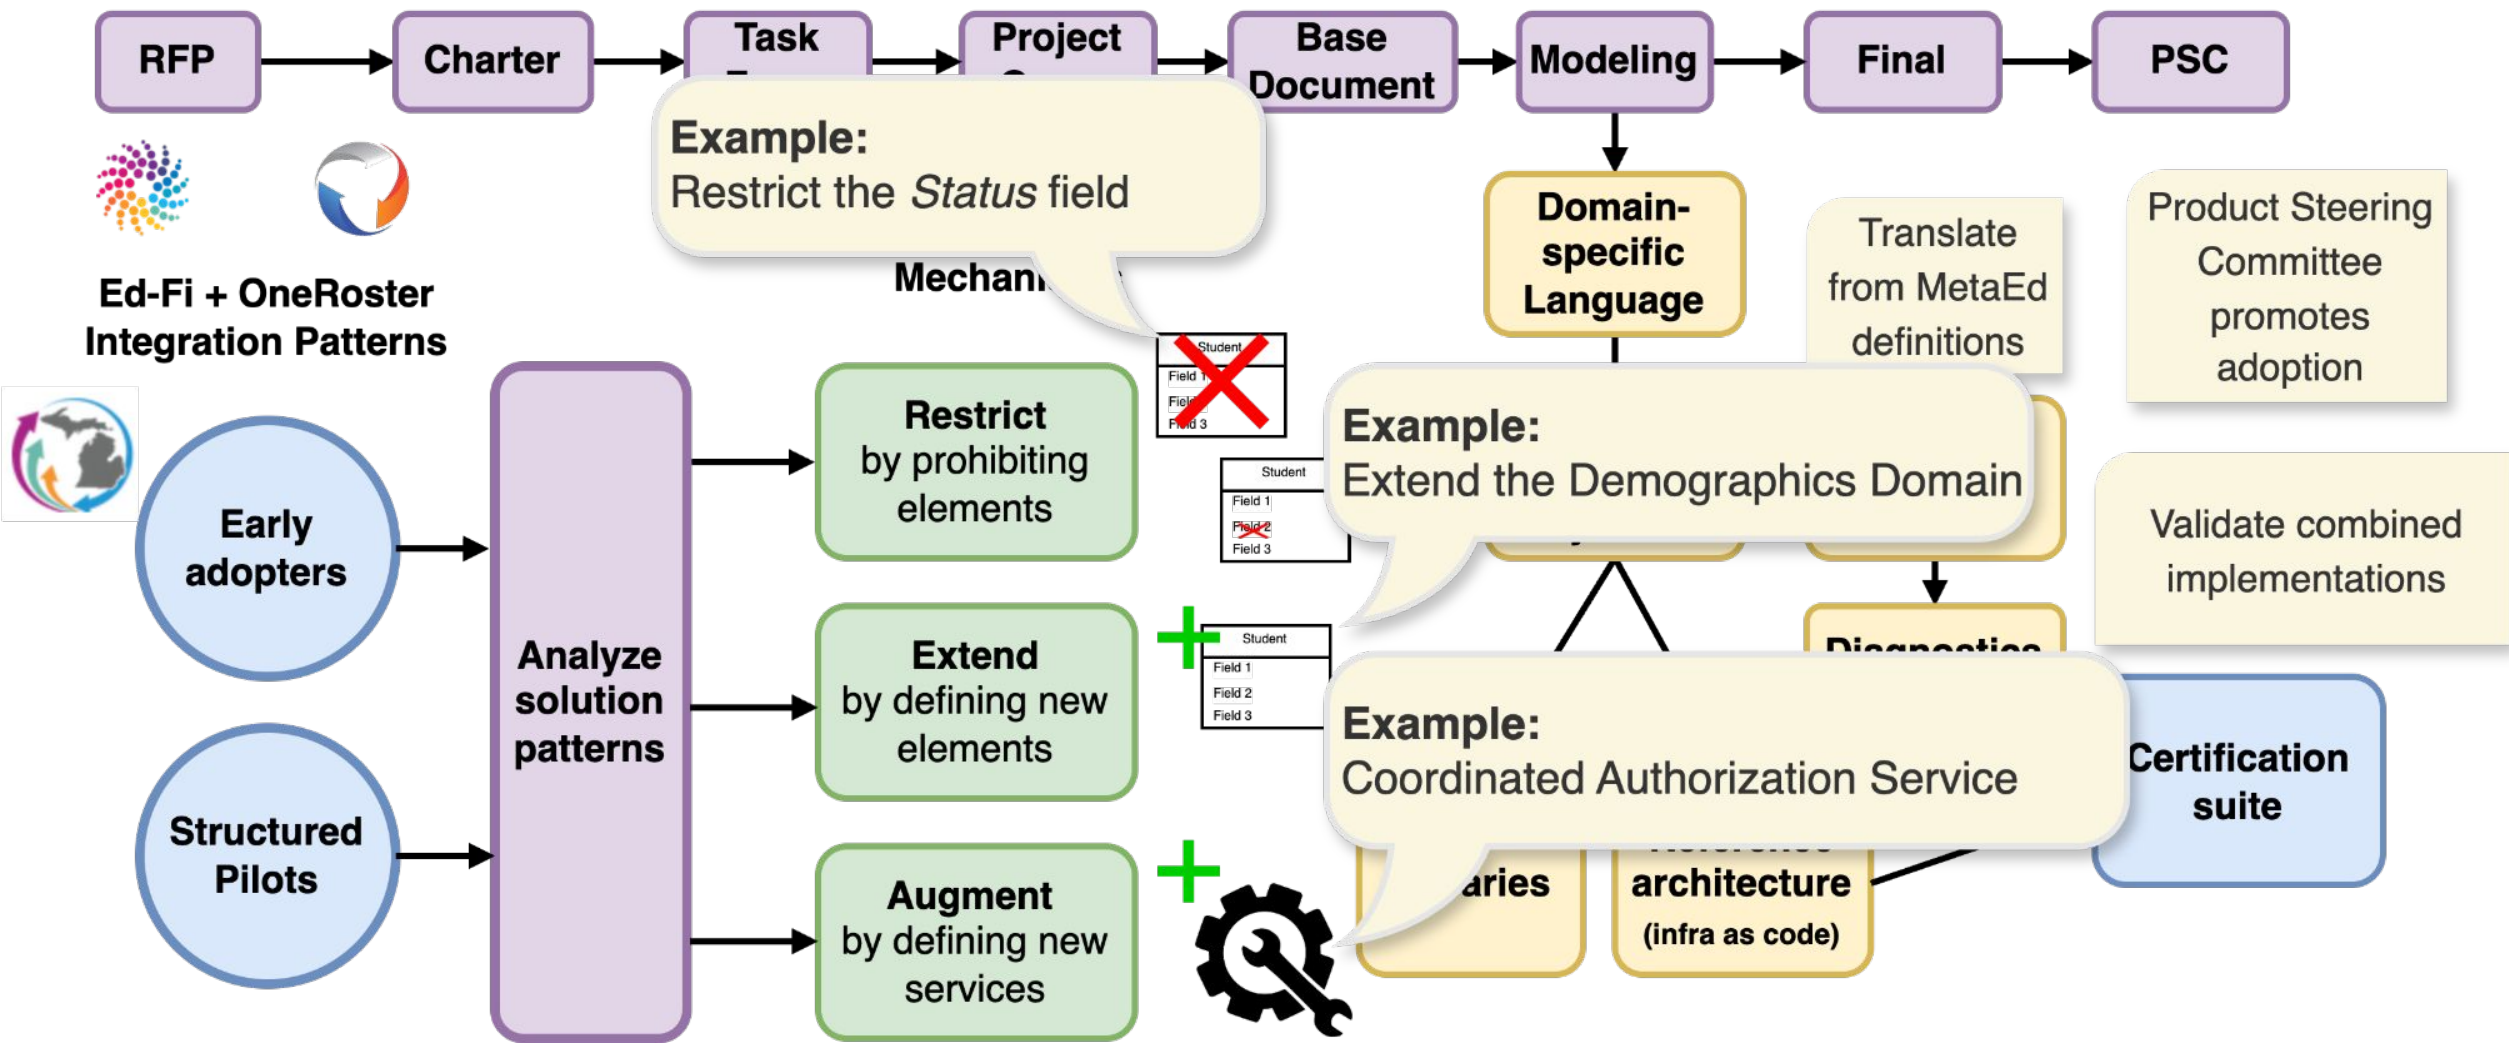 RFP
Charter
Task
Project
Base
Document
Modeling
Final
PSC
Example:
Restrict the Status field
Ed-Fi + OneRoster
Integration Patterns
Domain-
specific
Language
Translate
from MetaEd
definitions
Product Steering
Committee
promotes
adoption
Early
adopters
Structured
Pilots
Analyze
solution
patterns
Restrict
by prohibiting
elements
Extend
by defining new
elements
Augment
by defining new
services
Student
Field 1
Field 3
Student
Field 1
Field 2
Field 3
Student
Field 1
Field 2
Field 3
Example:
Extend the Demographics Domain
Validate combined
implementations
Diagnostics
Example:
Coordinated Authorization Service
Certification
suite
architecture
(infra as code)